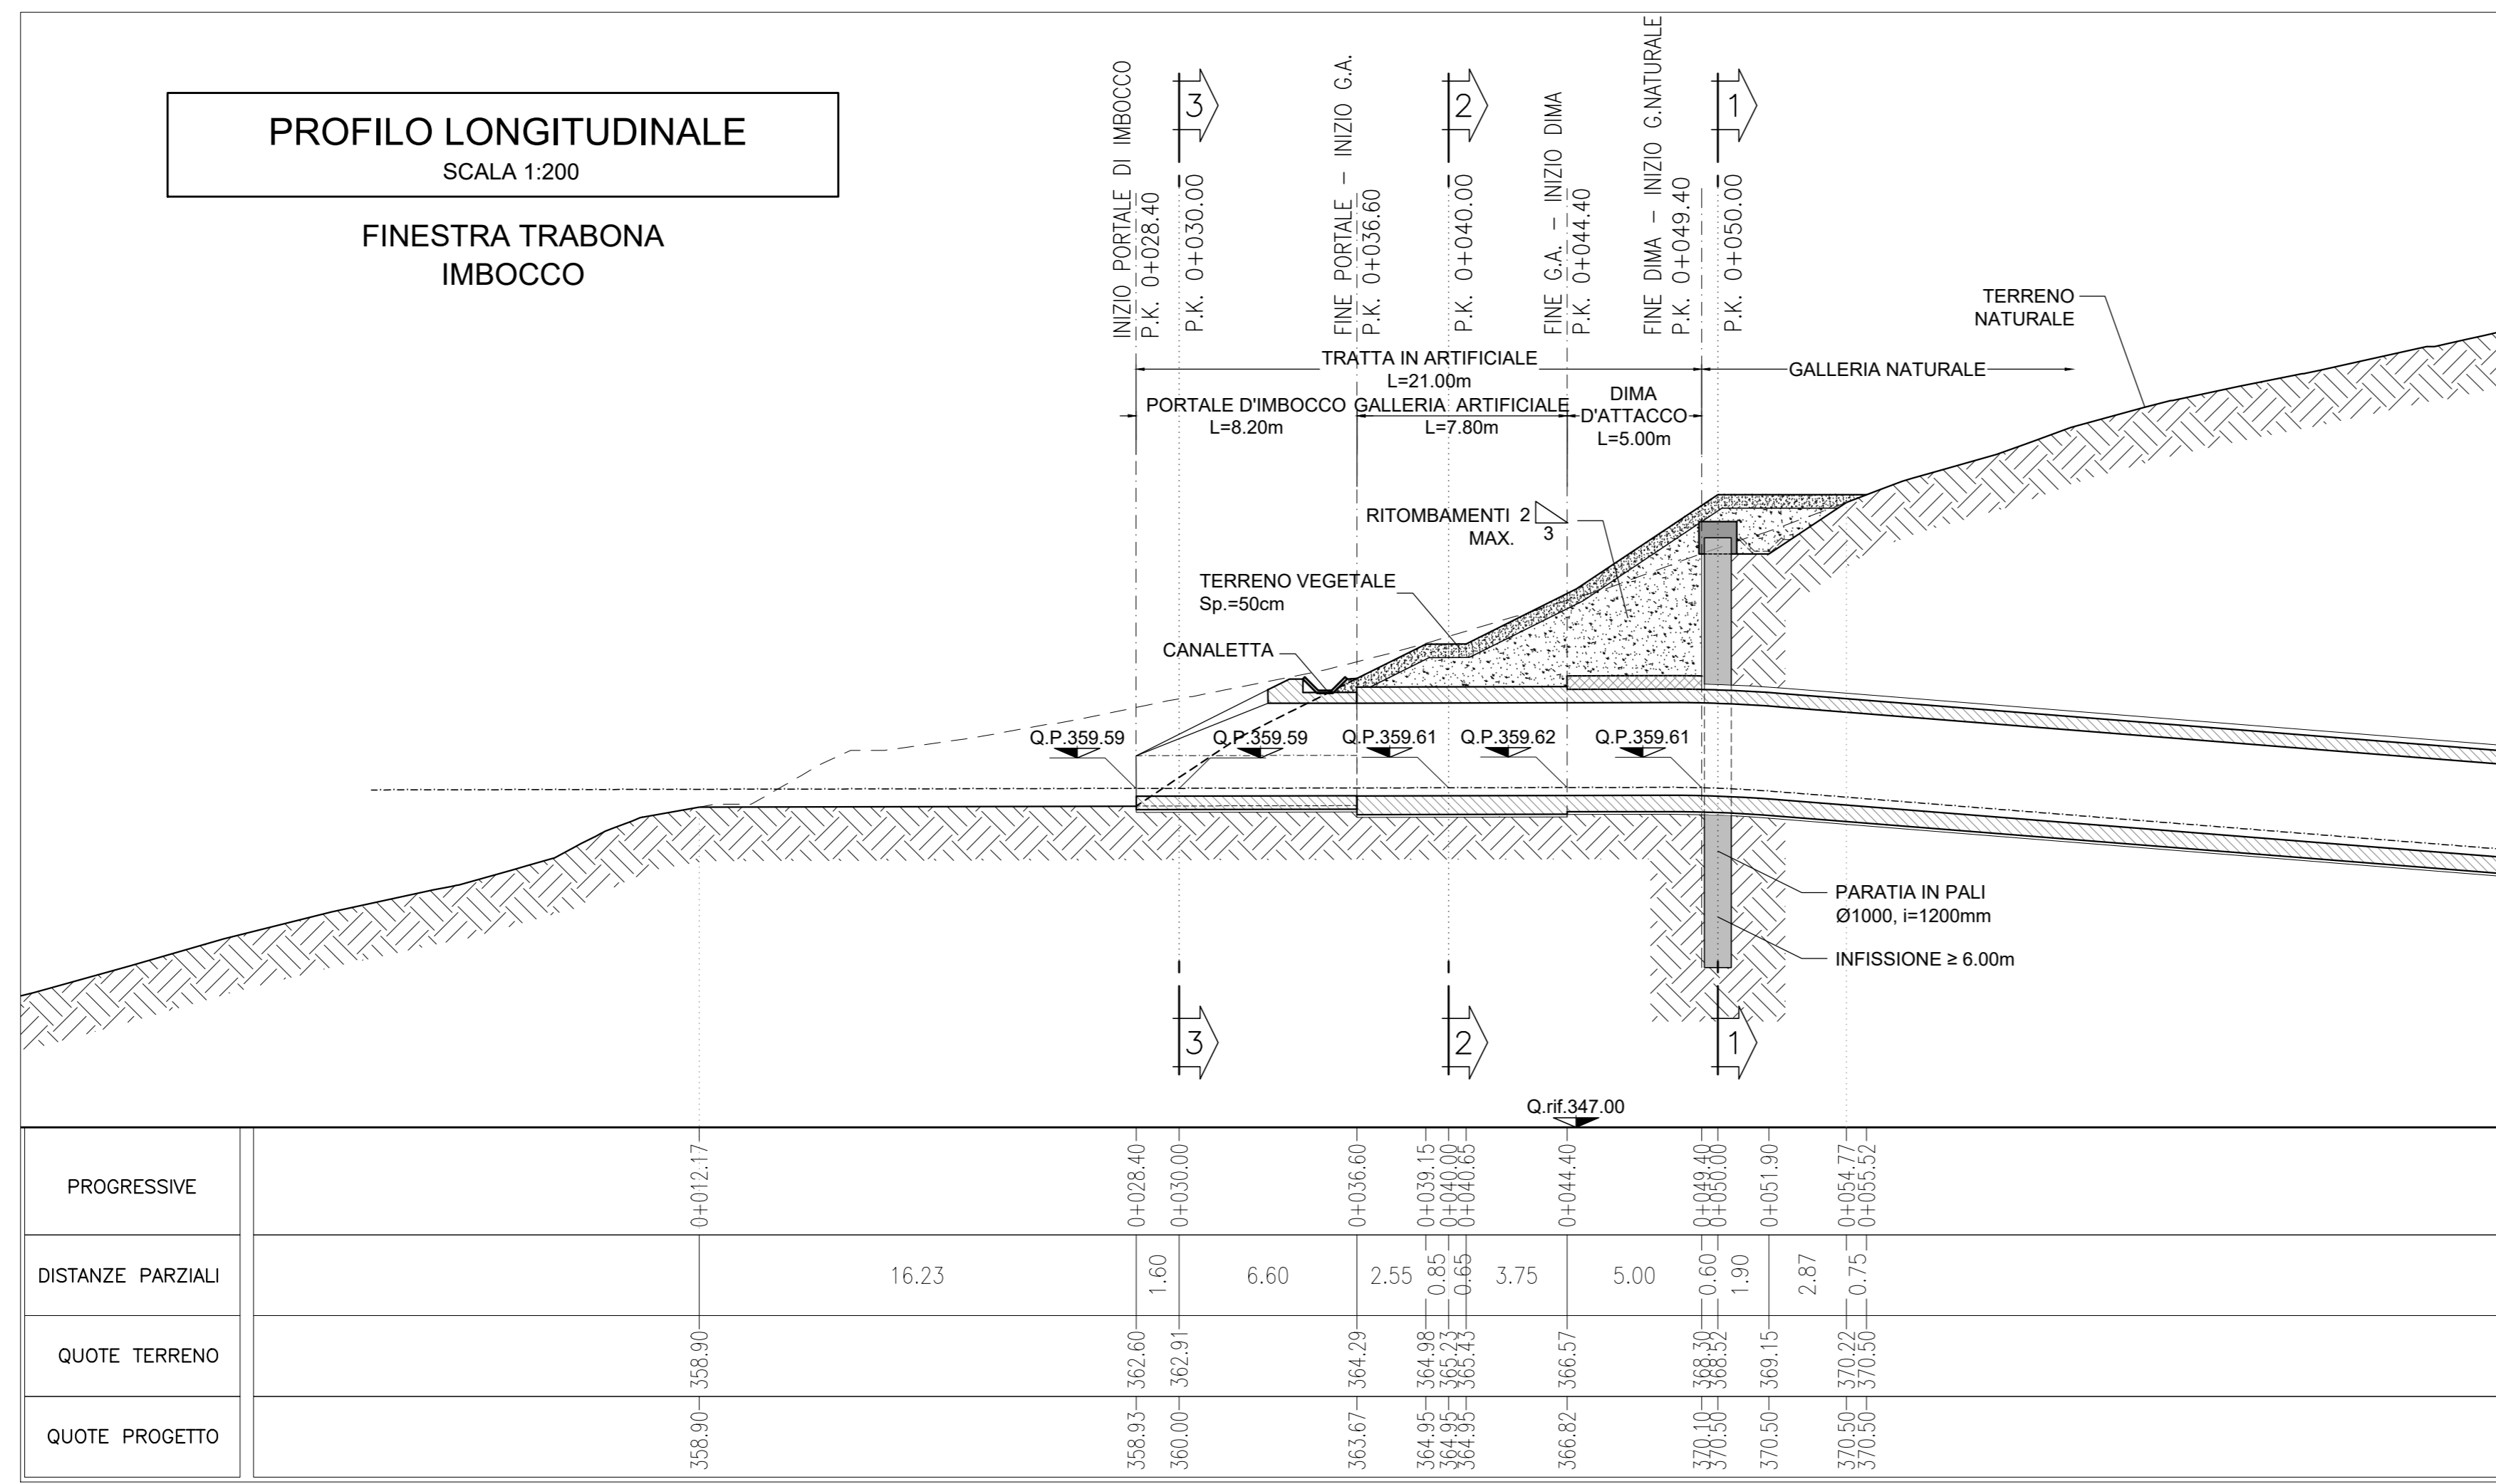 PROFILO LONGITUDINALE
SCALA 1:200
FINESTRA TRABONA
IMBOCCO
INIZIO PORTALE DI IMBOCCO
P.K. 0+028.40
3
P.K. 0+030.00
FINE PORTALE - INIZIO G.A.
P.K. 0+036.60
2
P.K. 0+040.00
FINE G.A. - INIZIO DIMA
P.K. 0+044.40
FINE DIMA - INIZIO G.NATURALE
P.K. 0+049.40
1
P.K. 0+050.00
TERRENO
NATURALE
TRATTA IN ARTIFICIALE
L=21.00m
GALLERIA NATURALE
PORTALE D'IMBOCCO
L=8.20m
GALLERIA ARTIFICIALE
L=7.80m
DIMA
D'ATTACCO
L=5.00m
RITOMBAMENTI 2
MAX. 3
TERRENO VEGETALE
Sp.=50cm
CANALETTA
Q.P.359.59
Q.P.359.59
Q.P.359.61
Q.P.359.62
Q.P.359.61
PARATIA IN PALI
Ø1000, i=1200mm
INFISSIONE ≥ 6.00m
3
2
1
Q.rif.347.00
PROGRESSIVE 0+012.17 0+028.40 0+030.00 0+036.60 0+039.15 0+040.00 0+040.65 0+044.40 0+049.40 0+050.00 0+051.90 0+054.77 0+055.52
DISTANZE PARZIALI 16.23 1.60 6.60 2.55 0.85 0.65 3.75 5.00 0.60 1.90 2.87 0.75
QUOTE TERRENO 358.90 362.60 362.91 364.29 364.98 365.23 365.43 366.57 368.30 368.52 369.15 370.22 370.50
QUOTE PROGETTO 358.90 358.93 360.00 363.67 364.95 364.95 364.95 366.82 370.10 370.50 370.50 370.50 370.50